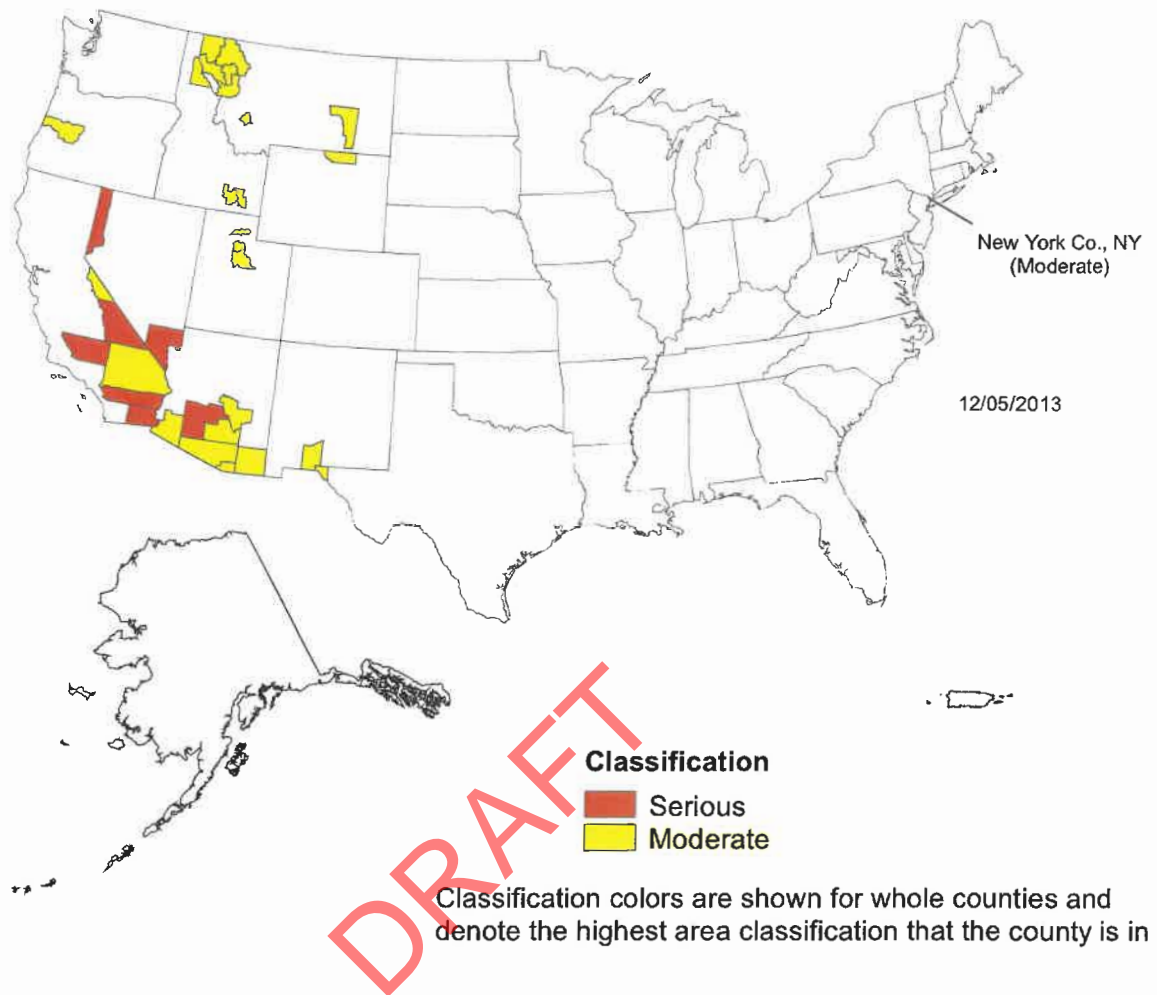 New York Co., NY
(Moderate)
12/05/2013
DRAFT
Classification
Serious
Moderate
Classification colors are shown for whole counties and
denote the highest area classification that the county is in